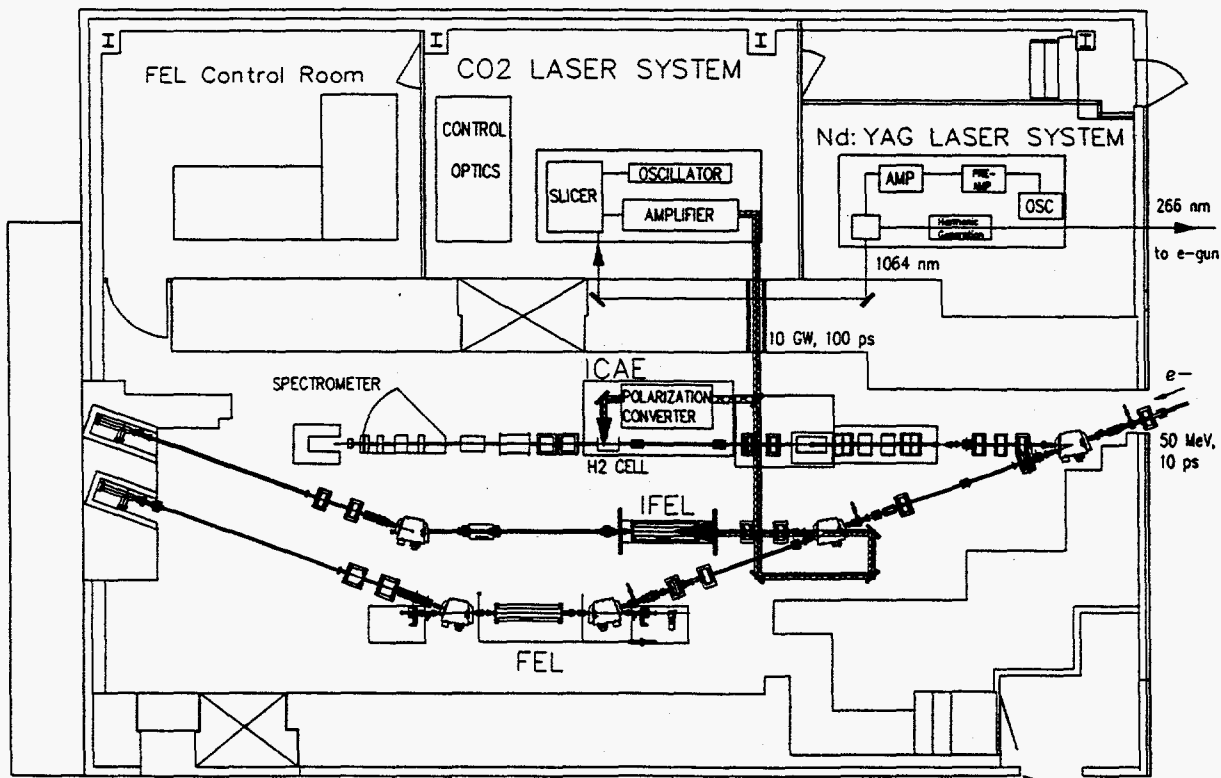 FEL Control Room
CO2 LASER SYSTEM
CONTROL
OPTICS
SLICER
OSCILLATOR
AMPLIFIER
Nd: YAG LASER SYSTEM
AMP
PRE-
AMP
OSC
Harmonic
Generation
266 nm
to e-gun
1064 nm
10 GW, 100 ps
ICAE
POLARIZATION
CONVERTER
SPECTROMETER
H2 CELL
e-
50 MeV,
10 ps
IFEL
FEL